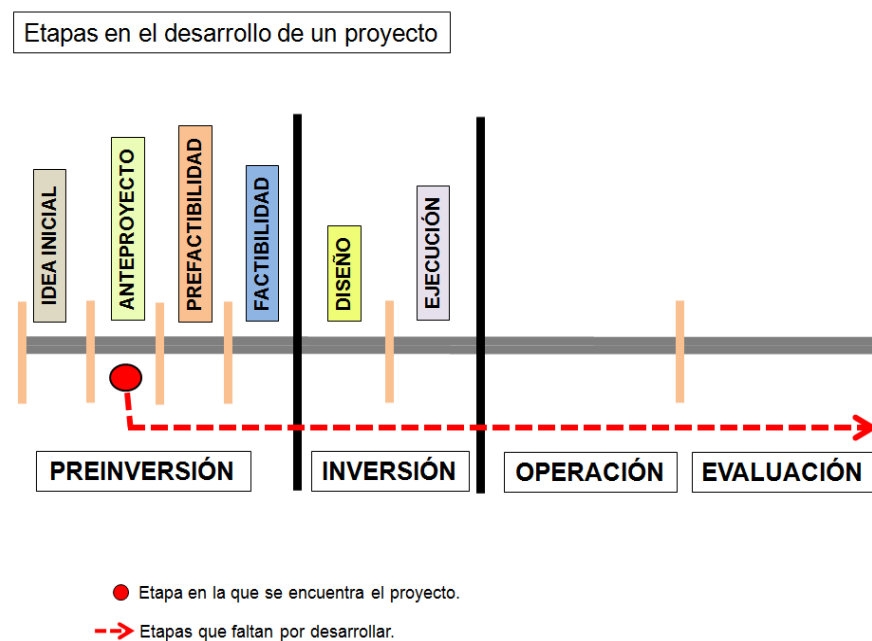 Etapas en el desarrollo de un proyecto
IDEA INICIAL
ANTEPROYECTO
PREFACTIBILIDAD
FACTIBILIDAD
DISEÑO
EJECUCIÓN
PREINVERSIÓN
INVERSIÓN
OPERACIÓN
EVALUACIÓN
Etapa en la que se encuentra el proyecto.
Etapas que faltan por desarrollar.